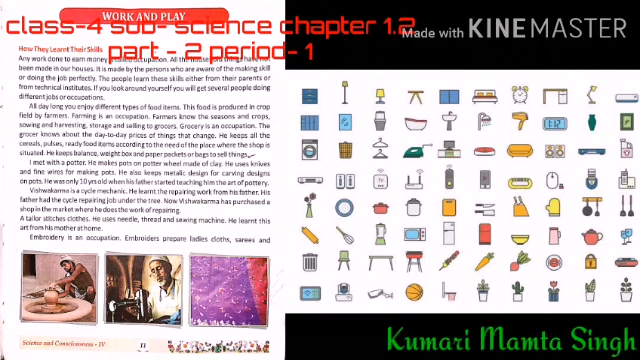 WORK AND PLAY
class-4 sub- science chapter 1.2
part - 2 period- 1
Made with KINEMASTER
How They Learnt Their Skills
Any work done to earn money is called occupation. All the household things have not
been made in our houses. It is made by the persons who are aware of the making skill
or doing the job perfectly. The people learn these skills either from their parents or
from technical institutes. If you look around yourself you will get several people doing
different jobs or occupations.
All day long you enjoy different types of food items. This food is produced in crop
field by farmers. Farming is an occupation. Farmers know the seasons and crops,
sowing and harvesting, storage and selling to grocers. Grocery is an occupation. The
grocer knows about the day-to-day prices of things that change. He keeps all the
cereals, pulses, ready food items according to the need of the place where the shop is
situated. He keeps balance, weight box and paper packets or bags to sell things.
I met with a potter. He makes pots on potter wheel made of clay. He uses knives
and fine wires for making pots. He also keeps metalic design for carving designs
on pots. He was only 10 yrs old when his father started teaching him the art of pottery.
Vishwakarma is a cycle mechanic. He learnt the repairing work from his father. His
father had the cycle repairing job under the tree. Now Vishwakarma has purchased a
shop in the market where he does the work of repairing.
A tailor stitches clothes. He uses needle, thread and sewing machine. He learnt this
art from his mother at home.
Embroidery is an occupation. Embroiders prepare ladies cloths, sarees and
Science and Consciousness - IV
11
Kumari Mamta Singh